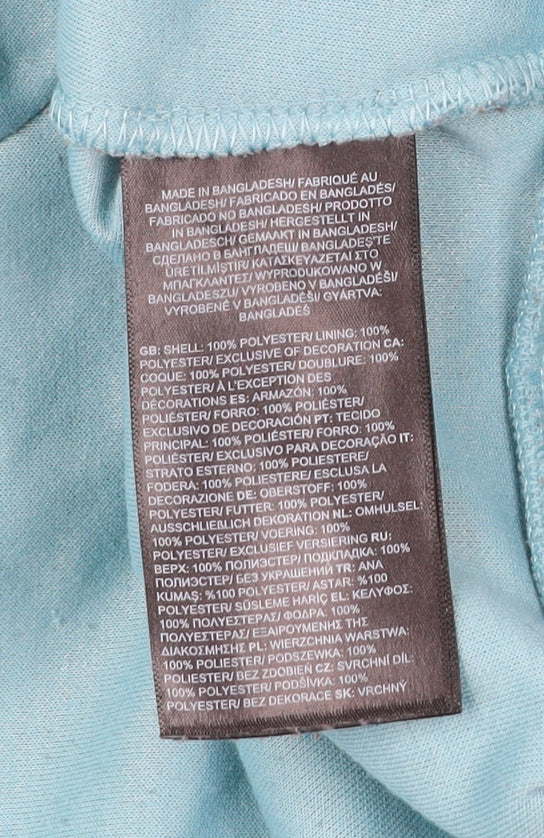 MADE IN BANGLADESH/ FABRIQUÉ AU
BANGLADESH/ FABRICADO EN BANGLADÉS/
FABRICADO NO BANGLADESH/ PRODOTTO
IN BANGLADESH/ HERGESTELLT IN
BANGLADESCH/ GEMAAKT IN BANGLADESH/
СДЕЛАНО В БАНГЛАДЕШ/ BANGLADEŞ'TE
ÜRETİLMİŞTİR/ ΚΑΤΑΣΚΕΥΑΖΕΤΑΙ ΣΤΟ
ΜΠΑΓΚΛΑΝΤΕΣ/ WYPRODUKOWANO W
BANGLADESZU/ VYROBENO V BANGLADÉŠI/
VYROBENÉ V BANGLADÉŠI/ GYÁRTVA:
BANGLADÉS
GB: SHELL: 100% POLYESTER/ LINING: 100%
POLYESTER/ EXCLUSIVE OF DECORATION CA:
COQUE: 100% POLYESTER/ DOUBLURE: 100%
POLYESTER/ À L'EXCEPTION DES
DÉCORATIONS ES: ARMAZÓN: 100%
POLIÉSTER/ FORRO: 100% POLIÉSTER/
EXCLUSIVO DE DECORACIÓN PT: TECIDO
PRINCIPAL: 100% POLIÉSTER/ FORRO: 100%
POLIÉSTER/ EXCLUSIVO PARA DECORAÇÃO IT:
STRATO ESTERNO: 100% POLIESTERE/
FODERA: 100% POLIESTERE/ ESCLUSA LA
DECORAZIONE DE: OBERSTOFF: 100%
POLYESTER/ FUTTER: 100% POLYESTER/
AUSSCHLIEßLICH DEKORATION NL: OMHULSEL:
100% POLYESTER/ VOERING: 100%
POLYESTER/ EXCLUSIEF VERSIERING RU:
ВЕРХ: 100% ПОЛИЭСТЕР/ ПОДКЛАДКА: 100%
ПОЛИЭСТЕР/ БЕЗ УКРАШЕНИЙ TR: ANA
KUMAŞ: %100 POLYESTER/ ASTAR: %100
POLYESTER/ SÜSLEME HARİÇ EL: ΚΕΛΥΦΟΣ:
100% ΠΟΛΥΕΣΤΕΡΑΣ/ ΦΟΔΡΑ: 100%
ΠΟΛΥΕΣΤΕΡΑΣ/ ΕΞΑΙΡΟΥΜΕΝΗΣ ΤΗΣ
ΔΙΑΚΟΣΜΗΣΗΣ PL: WIERZCHNIA WARSTWA:
100% POLIESTER/ PODSZEWKA: 100%
POLIESTER/ BEZ ZDOBIEŃ CZ: SVRCHNÍ DÍL:
100% POLYESTER/ PODŠÍVKA: 100%
POLYESTER/ BEZ DEKORACE SK: VRCHNÝ